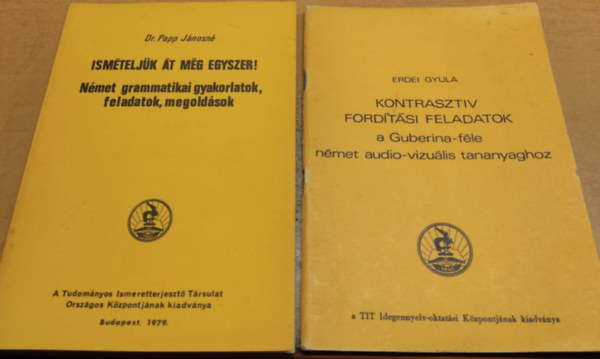 Dr. Papp Jánosné
ISMÉTELJÜK ÁT MÉG EGYSZER!
Német grammatikai gyakorlatok,
feladatok, megoldások
A Tudományos Ismeretterjesztő Társulat
Országos Központjának kiadványa
Budapest, 1979.
ERDEI GYULA
KONTRASZTIV
FORDÍTÁSI FELADATOK
a Guberina-féle
német audio-vizuális tananyaghoz
a TIT Idegennyelv-oktatási Központjának kiadványa